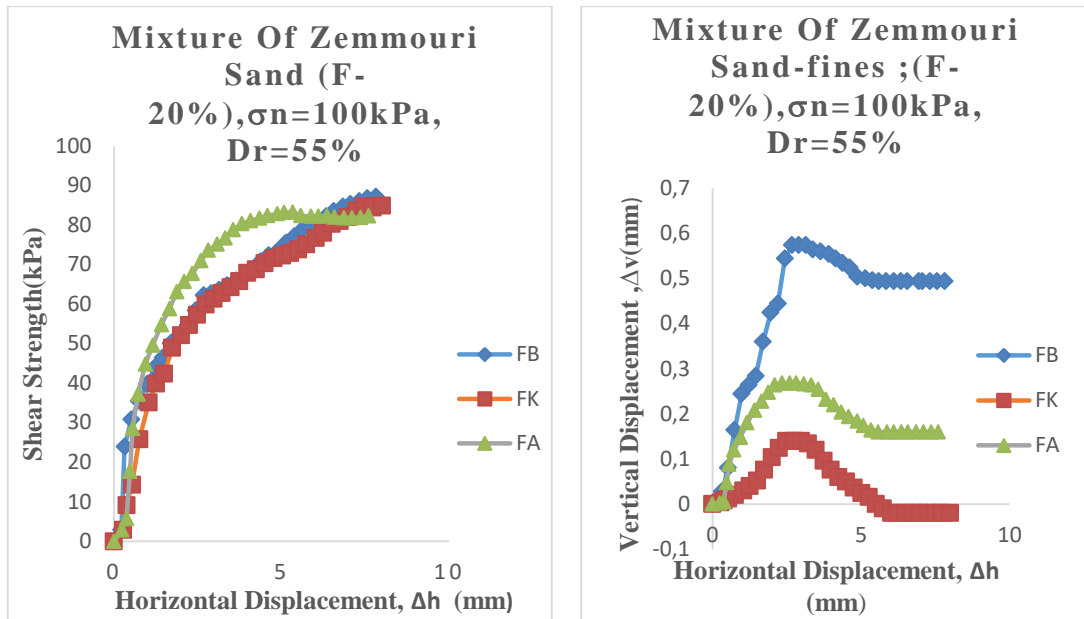 Mixture Of Zemmouri
Sand (F-
20%),σn=100kPa,
Dr=55%
100
90
80
70
60
50
40
30
20
10
0
Shear Strength(kPa)
0
5
10
Horizontal Displacement, Δh (mm)
FB
FK
FA
Mixture Of Zemmouri
Sand-fines ;(F-
20%),σn=100kPa,
Dr=55%
0,7
0,6
0,5
0,4
0,3
0,2
0,1
0
-0,1
Vertical Displacement ,Δv(mm)
0
5
10
Horizontal Displacement, Δh
(mm)
FB
FK
FA